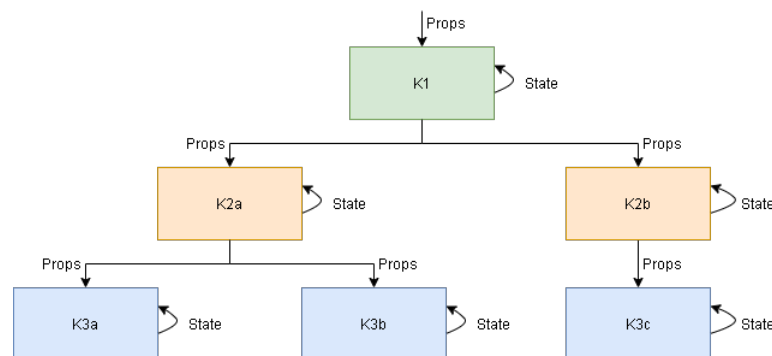 Props
K1
State
Props
Props
K2a
State
K2b
State
Props
Props
Props
K3a
State
K3b
State
K3c
State